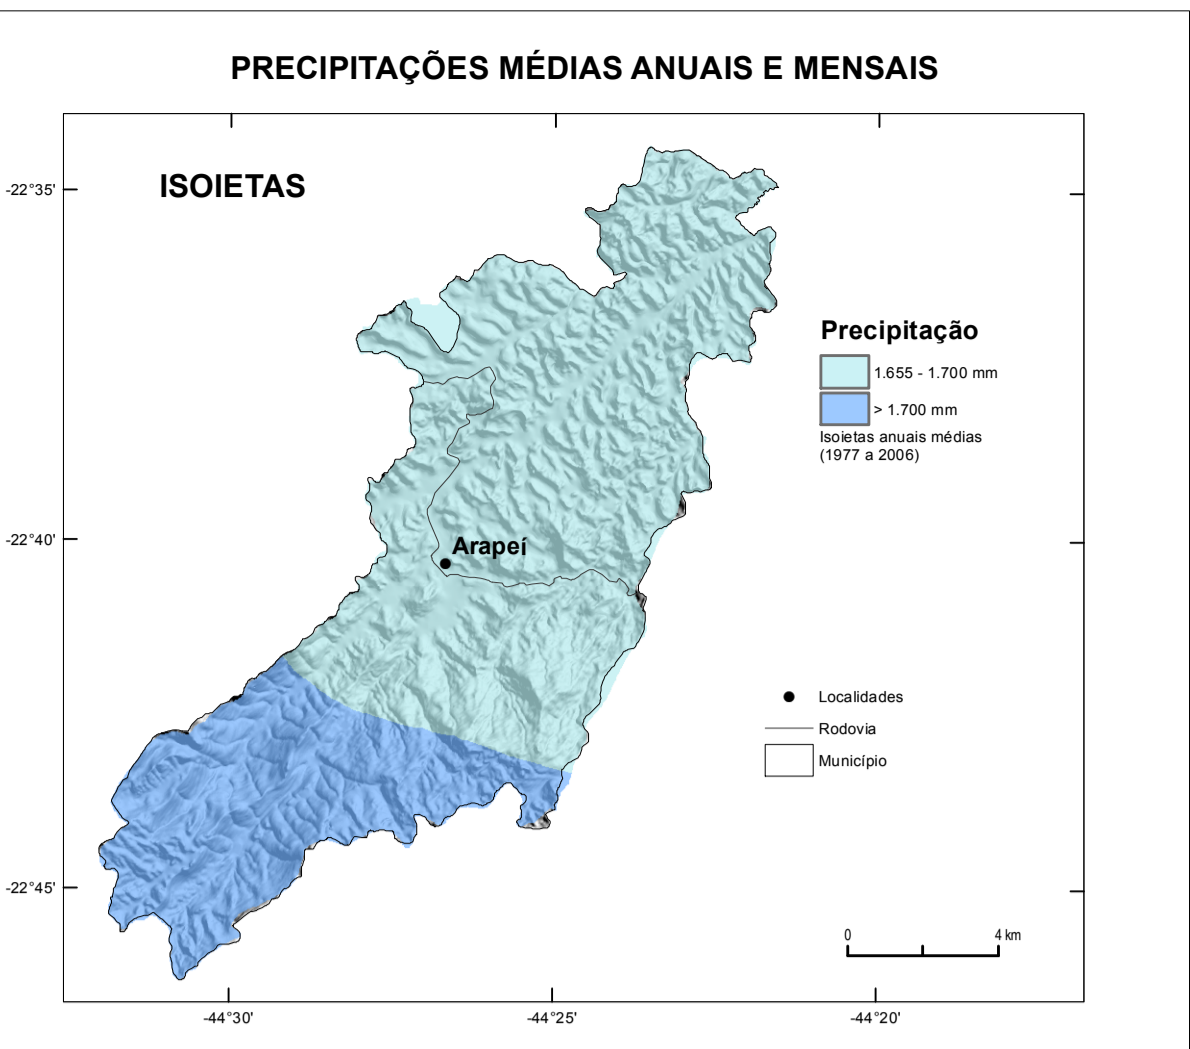 PRECIPITAÇÕES MÉDIAS ANUAIS E MENSAIS
ISOIETAS
-22°35'
-22°40'
-22°45'
Arapeí
Precipitação
1.655 - 1.700 mm
> 1.700 mm
Isoietas anuais médias
(1977 a 2006)
Localidades
Rodovia
Município
0 4 km
-44°30' -44°25' -44°20'